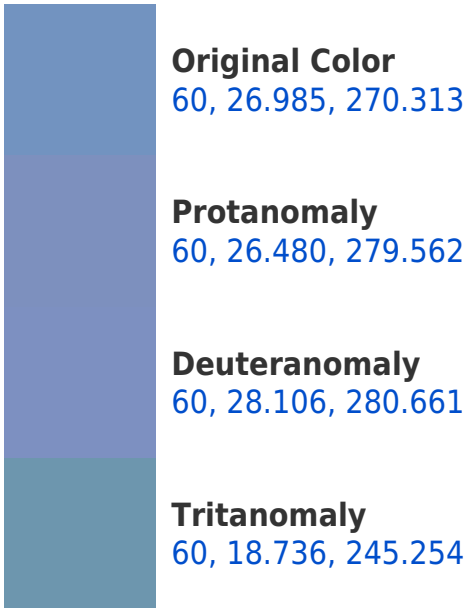 Original Color
60, 26.985, 270.313
Protanomaly
60, 26.480, 279.562
Deuteranomaly
60, 28.106, 280.661
Tritanomaly
60, 18.736, 245.254